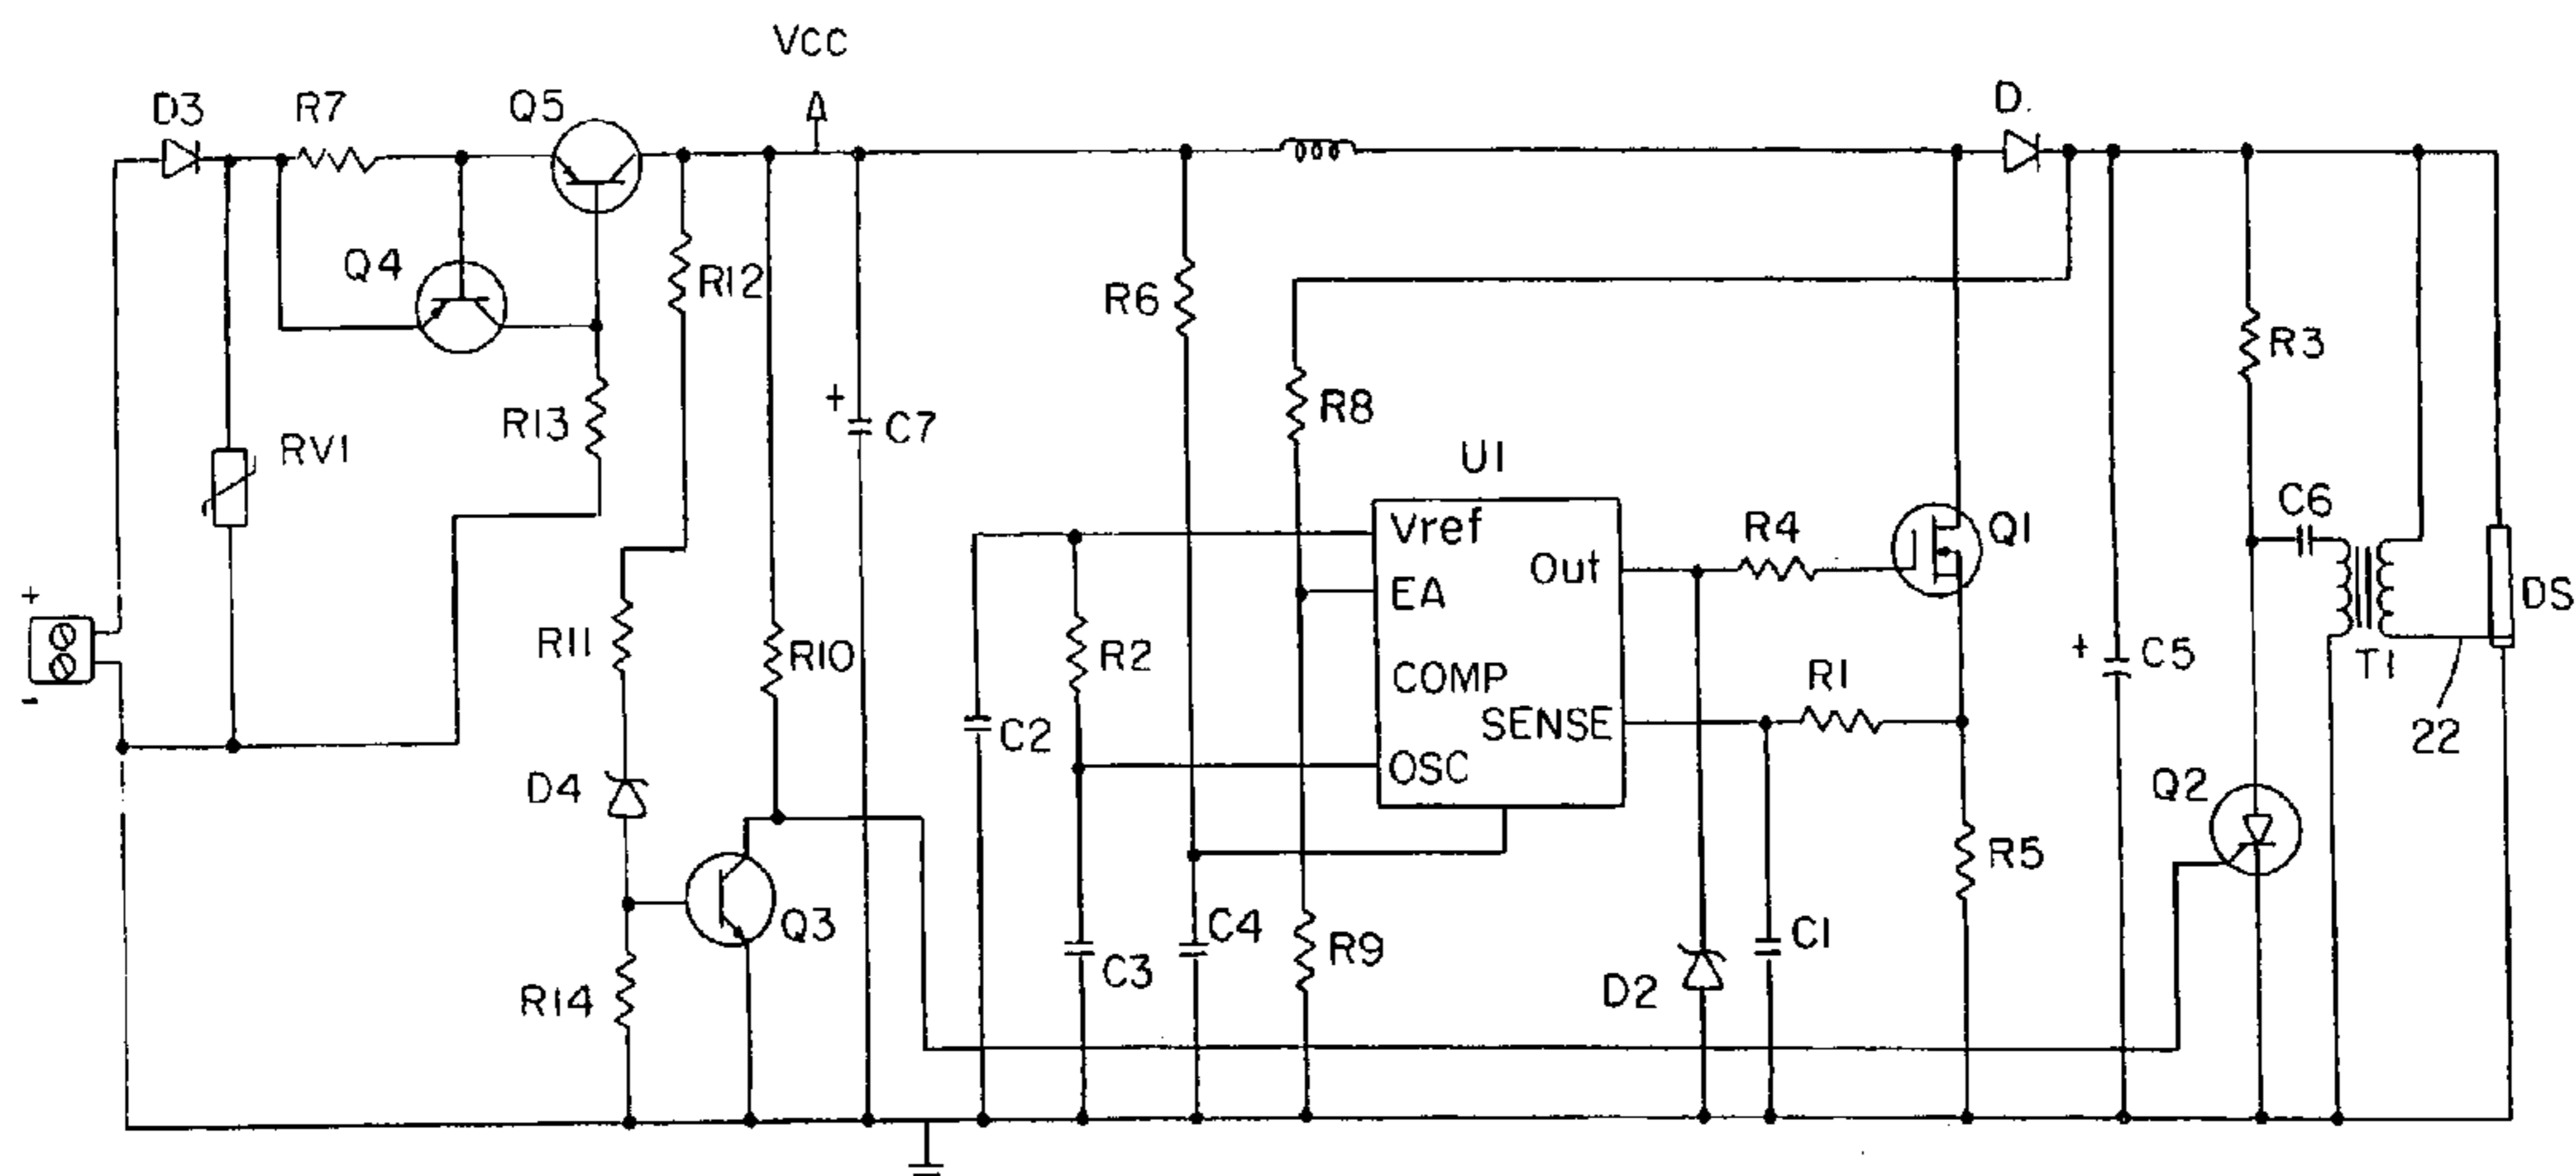 VCC
D3
R7
Q5
D.
Q4
R12
R6
R3
R13
C7
R8
RV1
U1
C6
Vref
R4
Q1
Out
EA
DS
+
+
R11
R10
R2
COMP
R1
+
C5
T1
-
C2
SENSE
22
OSC
D4
Q2
R5
Q3
C4
R9
C1
C3
R14
D2